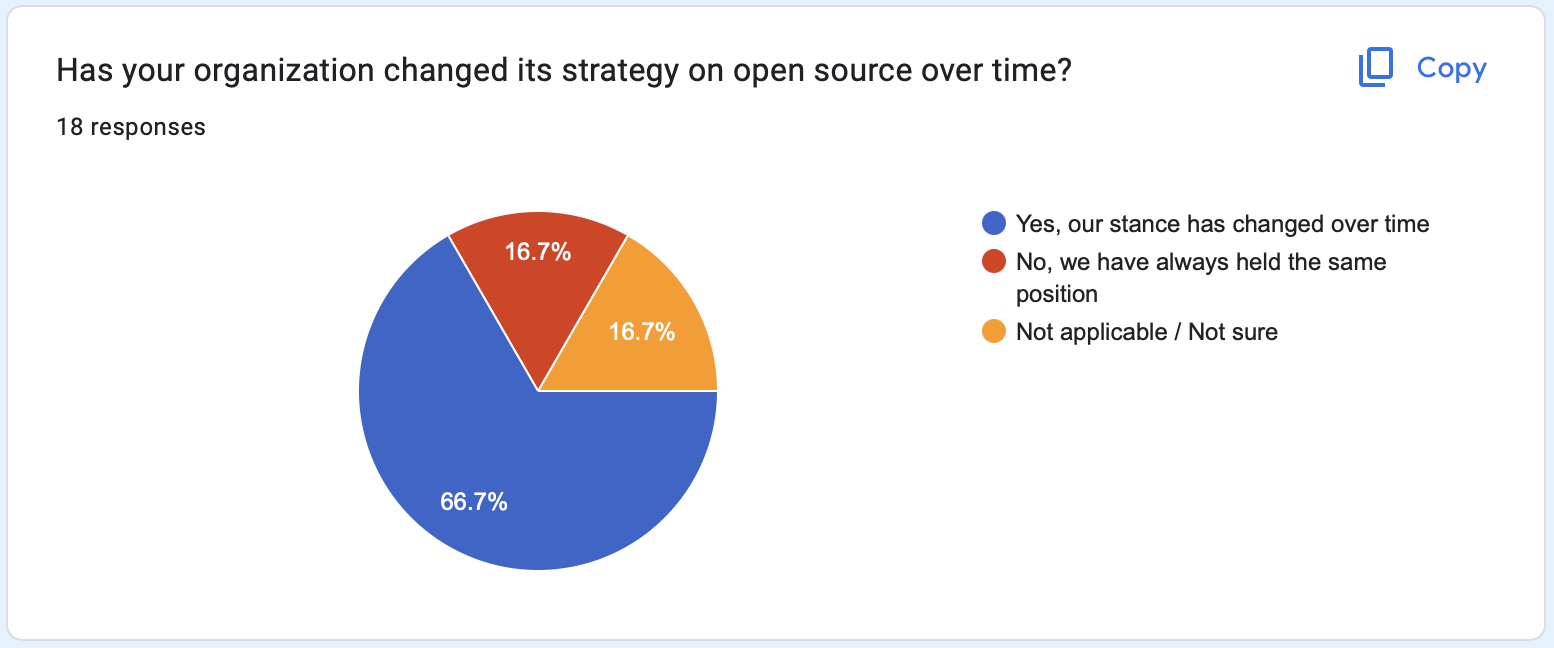 Has your organization changed its strategy on open source over time?
Copy
18 responses
16.7%
16.7%
66.7%
Yes, our stance has changed over time
No, we have always held the same
position
Not applicable / Not sure